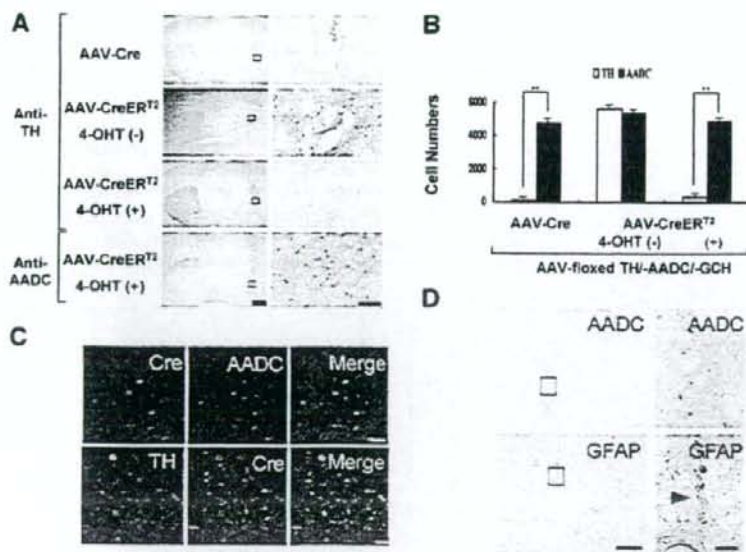 A
Anti-
TH
AAV-Cre
AAV-CreER^T2
4-OHT (-)
AAV-CreER^T2
4-OHT (+)
Anti-
AADC
AAV-CreER^T2
4-OHT (+)
B
TH AADC
**
**
Cell Numbers
6000
4000
2000
0
AAV-Cre
AAV-CreER^T2
4-OHT (-) (+)
AAV-floxed TH/-AADC/-GCH
C
Cre AADC Merge
TH Cre Merge
D
AADC AADC
GFAP GFAP